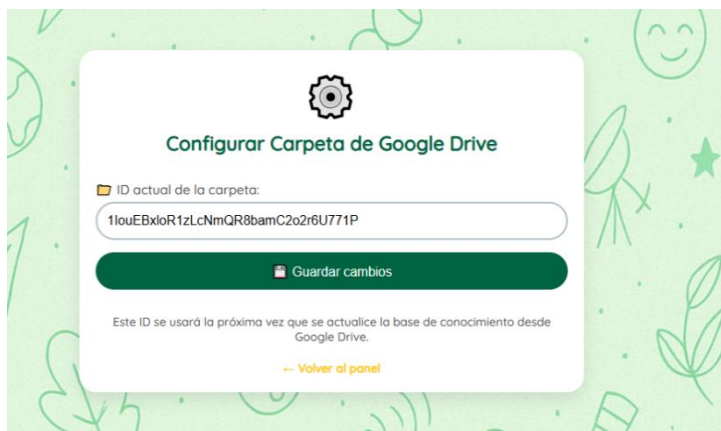 Configurar Carpeta de Google Drive
ID actual de la carpeta:
1IouEBxloR1zLcNmQR8bamC2o2r6U771P
Guardar cambios
Este ID se usará la próxima vez que se actualice la base de conocimiento desde
Google Drive.
← Volver al panel